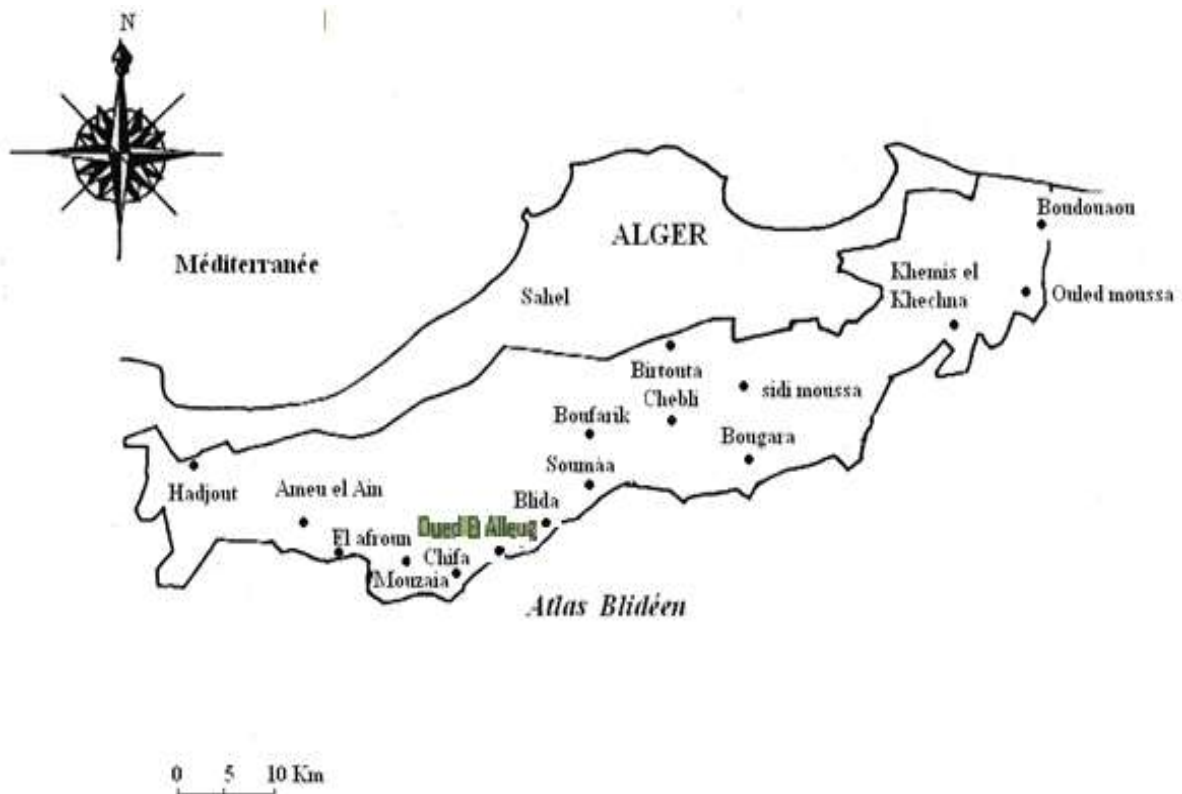 N
Méditerranée
ALGER
Sahel
Boudouaou
Khemis el
Khechna
Ouled moussa
Birtouta
Chebli
sidi moussa
Boufarik
Bougara
Soumàa
Hadjout
Ameu el Ain
Blida
Oued El Alleug
El afroun
Chifa
Mouzaia
Atlas Blidéen
0 5 10 Km